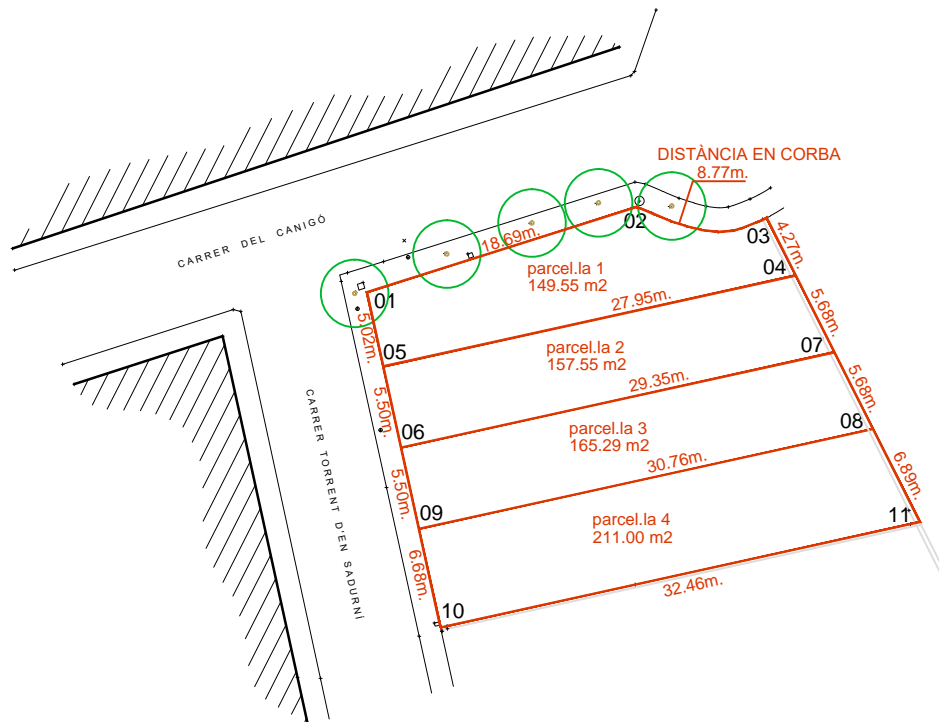 DISTÀNCIA EN CORBA
8.77m.
CARRER DEL CANIGÓ
18.69m.
02
03
4.27m.
01
parcel.la 1
149.55 m2
04
5.02m.
27.95m.
5.68m.
05
parcel.la 2
157.55 m2
07
5.50m.
29.35m.
5.68m.
06
parcel.la 3
165.29 m2
08
CARRER TORRENT D'EN SADURNÍ
5.50m.
30.76m.
6.89m.
09
parcel.la 4
211.00 m2
11
6.68m.
32.46m.
10